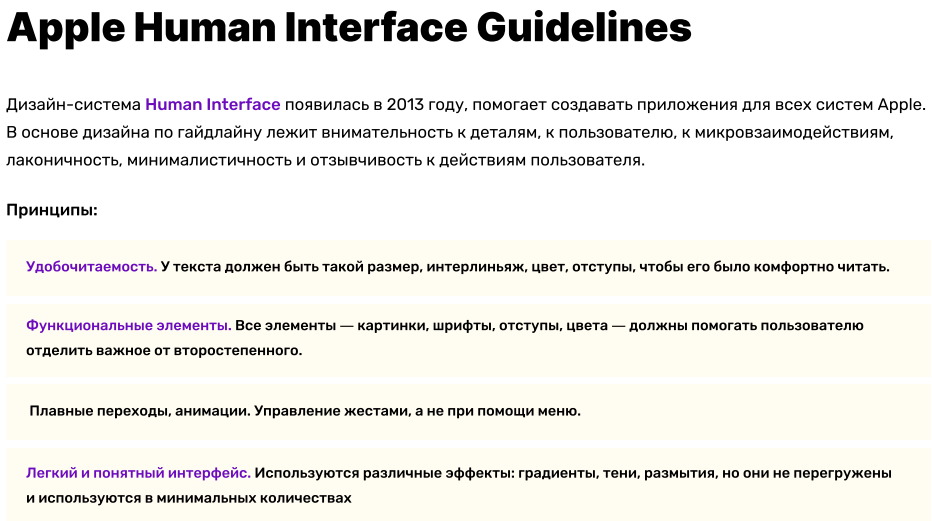 Apple Human Interface Guidelines
Дизайн-система Human Interface появилась в 2013 году, помогает создавать приложения для всех систем Apple.
В основе дизайна по гайдлайну лежит внимательность к деталям, к пользователю, к микровзаимодействиям,
лаконичность, минималистичность и отзывчивость к действиям пользователя.
Принципы:
Удобочитаемость. У текста должен быть такой размер, интерлиньяж, цвет, отступы, чтобы его было комфортно читать.
Функциональные элементы. Все элементы — картинки, шрифты, отступы, цвета — должны помогать пользователю
отделить важное от второстепенного.
Плавные переходы, анимации. Управление жестами, а не при помощи меню.
Легкий и понятный интерфейс. Используются различные эффекты: градиенты, тени, размытия, но они не перегружены
и используются в минимальных количествах